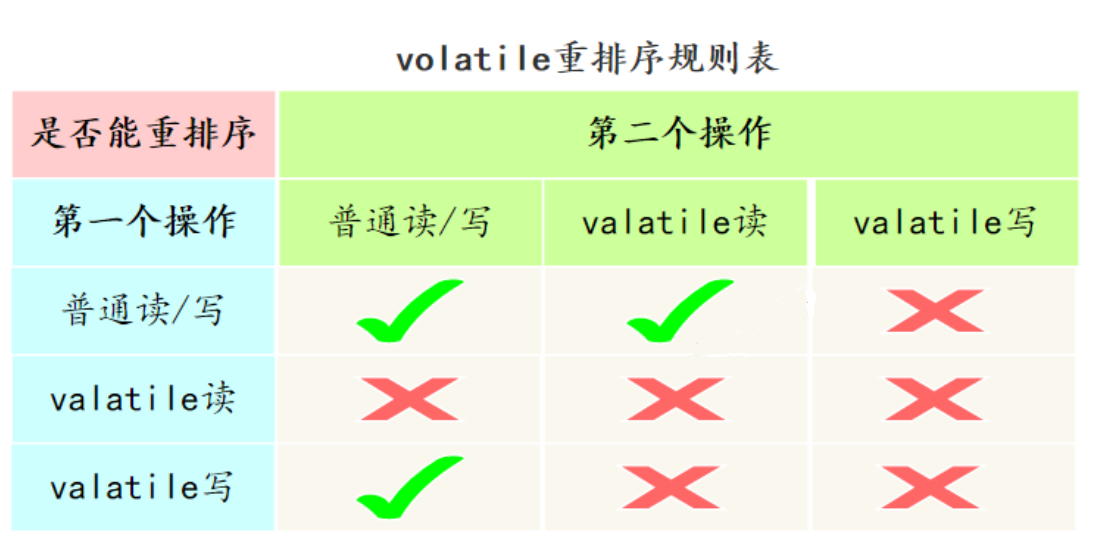 volatile重排序规则表
是否能重排序 第二个操作
第一个操作 普通读/写 valatile读 valatile写
普通读/写
valatile读
valatile写